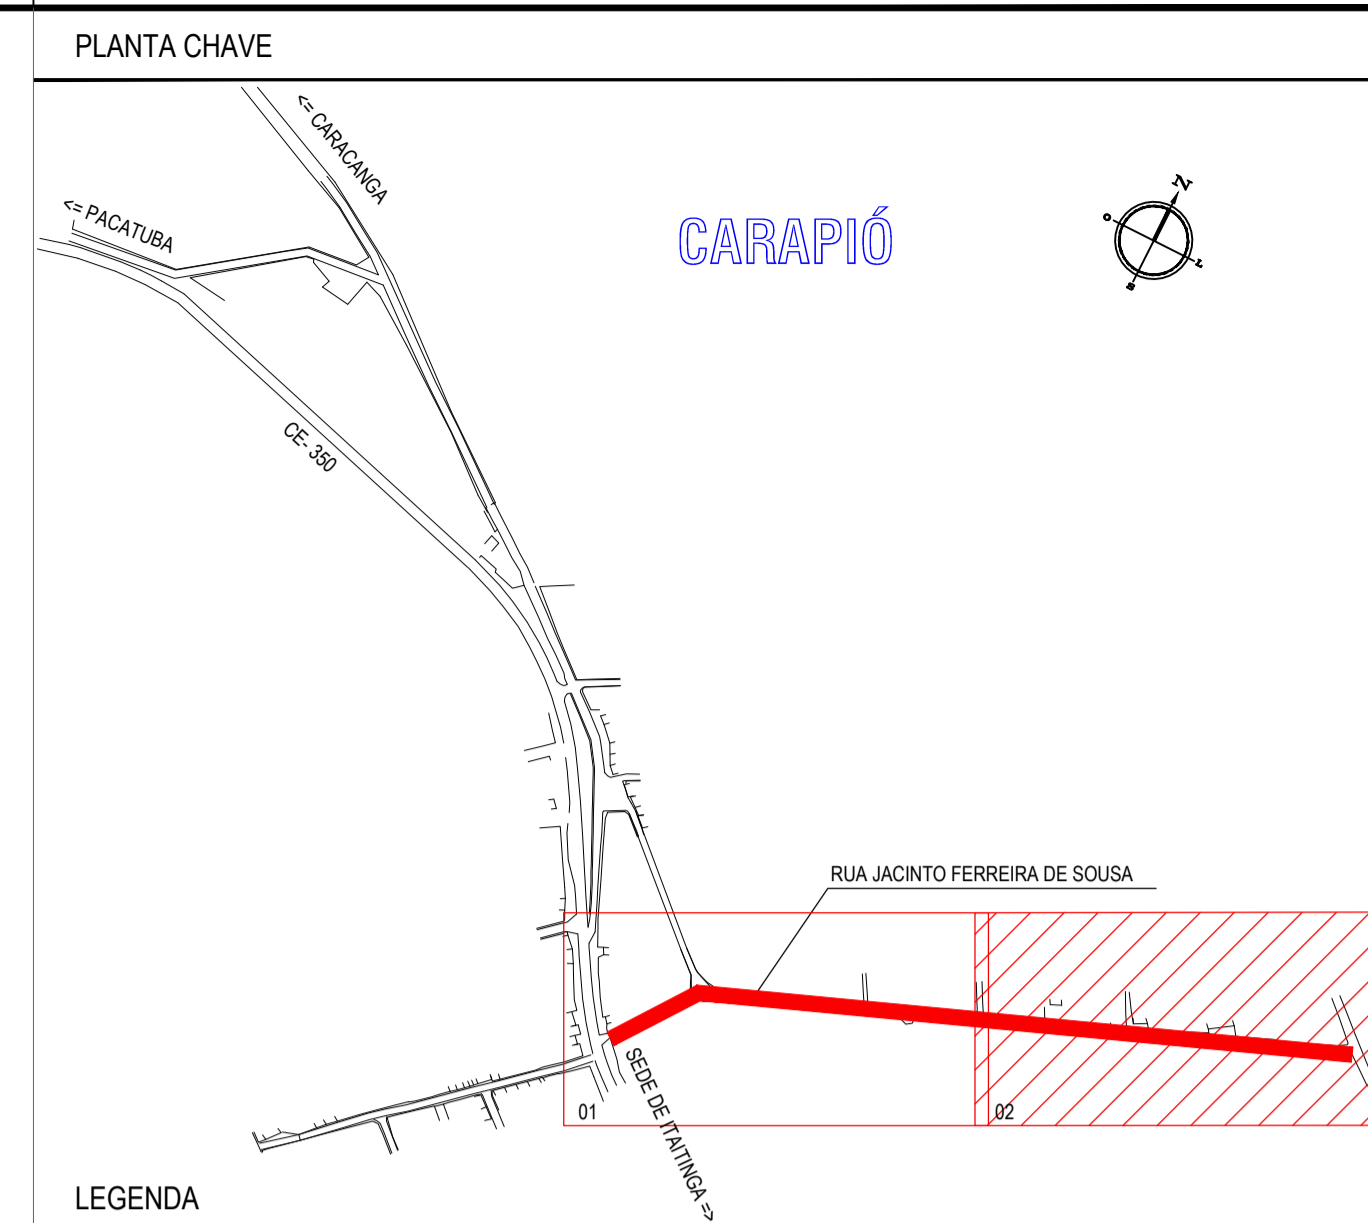 PLANTA CHAVE
<= CARACANGA
<= PACATUBA
CARAPIÓ
N
O
L
S
CE- 350
RUA JACINTO FERREIRA DE SOUSA
SEDE DE ITAITINGA =>
01
02
LEGENDA